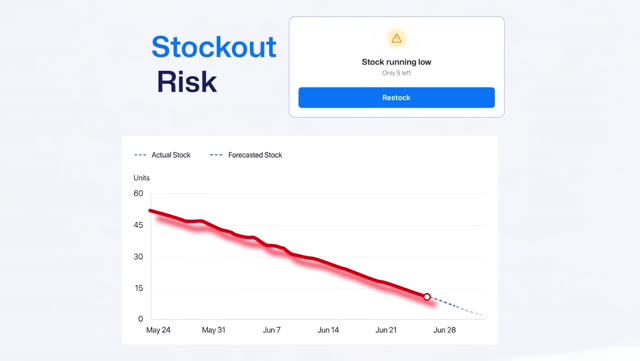 Stockout
Risk
Stock running low
Only 5 left
Restock
Actual Stock
Forecasted Stock
Units
60
45
30
15
0
May 24
May 31
Jun 7
Jun 14
Jun 21
Jun 28